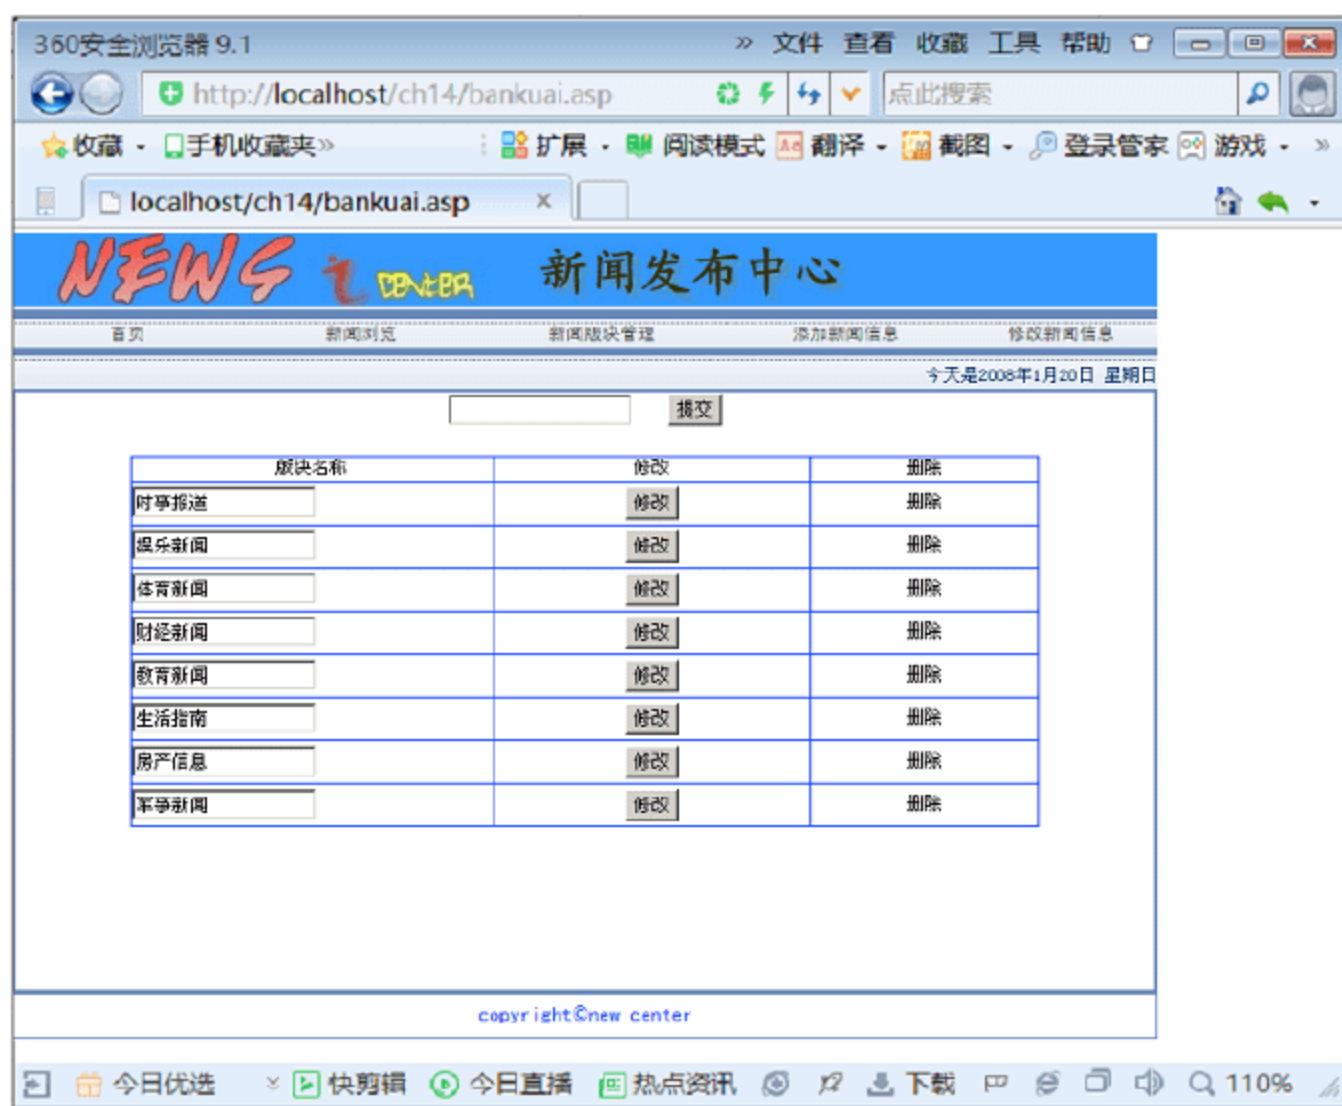 360安全浏览器 9.1 » 文件 查看 收藏 工具 帮助
http://localhost/ch14/bankuai.asp 点此搜索
收藏 手机收藏夹» 扩展 阅读模式 翻译 截图 登录管家 游戏 »
localhost/ch14/bankuai.asp ×
NEWS i CENTER 新闻发布中心
首页 新闻浏览 新闻版块管理 添加新闻信息 修改新闻信息
今天是2008年1月20日 星期日
提交
版块名称 修改 删除
时事报道 修改 删除
娱乐新闻 修改 删除
体育新闻 修改 删除
财经新闻 修改 删除
教育新闻 修改 删除
生活指南 修改 删除
房产信息 修改 删除
军事新闻 修改 删除
copyright©new center
今日优选 快剪辑 今日直播 热点资讯 下载 110%